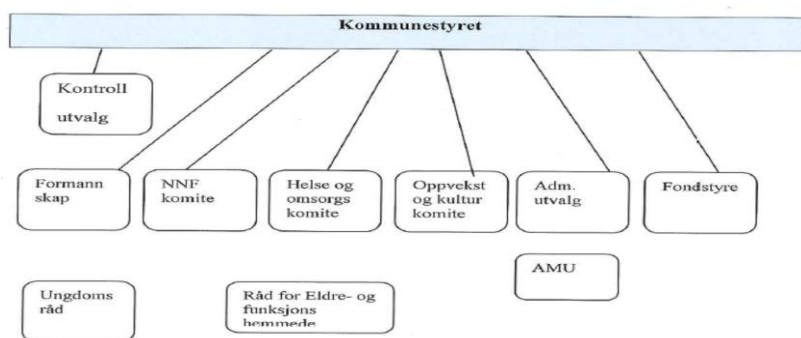 Kommunestyret
Kontroll
utvalg
Formann
skap
NNF
komite
Helse og
omsorgs
komite
Oppvekst
og kultur
komite
Adm.
utvalg
Fondstyre
AMU
Ungdoms
råd
Råd for Eldre- og
funksjons
hemmede